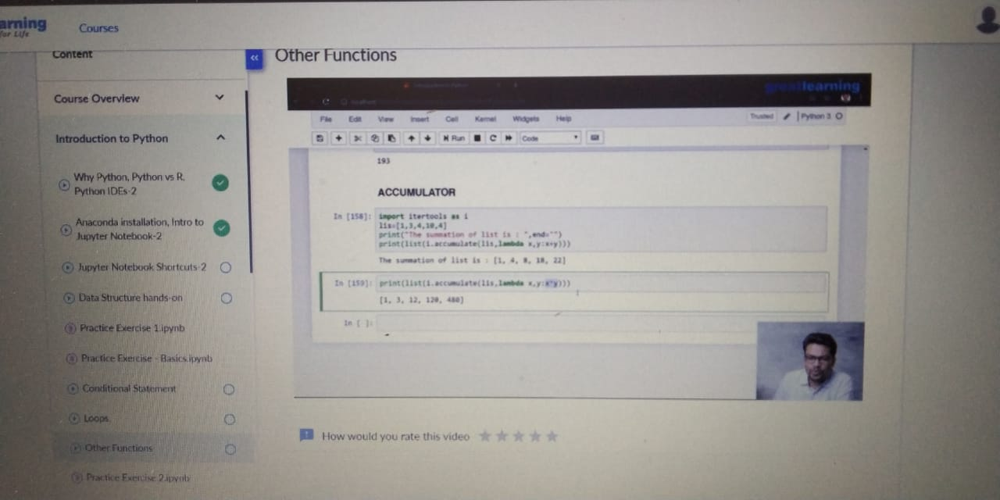 arning
for Life
Courses
Content
«
Other Functions
Course Overview
Introduction to Python
Why Python, Python vs R,
Python IDEs-2
Anaconda installation, Intro to
Jupyter Notebook-2
Jupyter Notebook Shortcuts-2
Data Structure hands-on
Practice Exercise 1.ipynb
Practice Exercise - Basics.ipynb
Conditional Statement
Loops
Other Functions
Practice Exercise 2.ipynb
greatlearning
File Edit View Insert Cell Kernel Widgets Help
Trusted Python 3
Run Code
193
ACCUMULATOR
In [158]: import itertools as i
lis=[1,3,4,10,4]
print("The summation of list is : ",end="")
print(list(i.accumulate(lis,lambda x,y:x+y)))
The summation of list is : [1, 4, 8, 18, 22]
In [159]: print(list(i.accumulate(lis,lambda x,y:x*y)))
[1, 3, 12, 120, 480]
In [ ]:
How would you rate this video